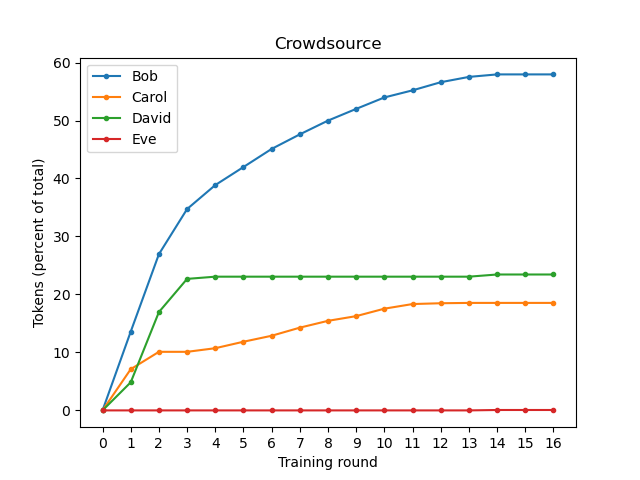 Crowdsource
Tokens (percent of total)
60
50
40
30
20
10
0
Bob
Carol
David
Eve
0 1 2 3 4 5 6 7 8 9 10 11 12 13 14 15 16
Training round